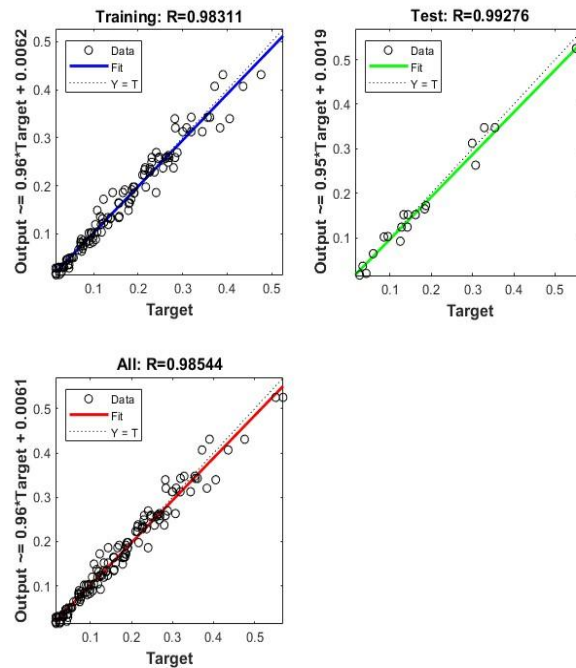 Training: R=0.98311
Output ~= 0.96*Target + 0.0062
0.5
0.4
0.3
0.2
0.1
Data
Fit
Y = T
0.1 0.2 0.3 0.4 0.5
Target
Test: R=0.99276
Output ~= 0.95*Target + 0.0019
0.5
0.4
0.3
0.2
0.1
Data
Fit
Y = T
0.1 0.2 0.3 0.4 0.5
Target
All: R=0.98544
Output ~= 0.96*Target + 0.0061
0.5
0.4
0.3
0.2
0.1
Data
Fit
Y = T
0.1 0.2 0.3 0.4 0.5
Target